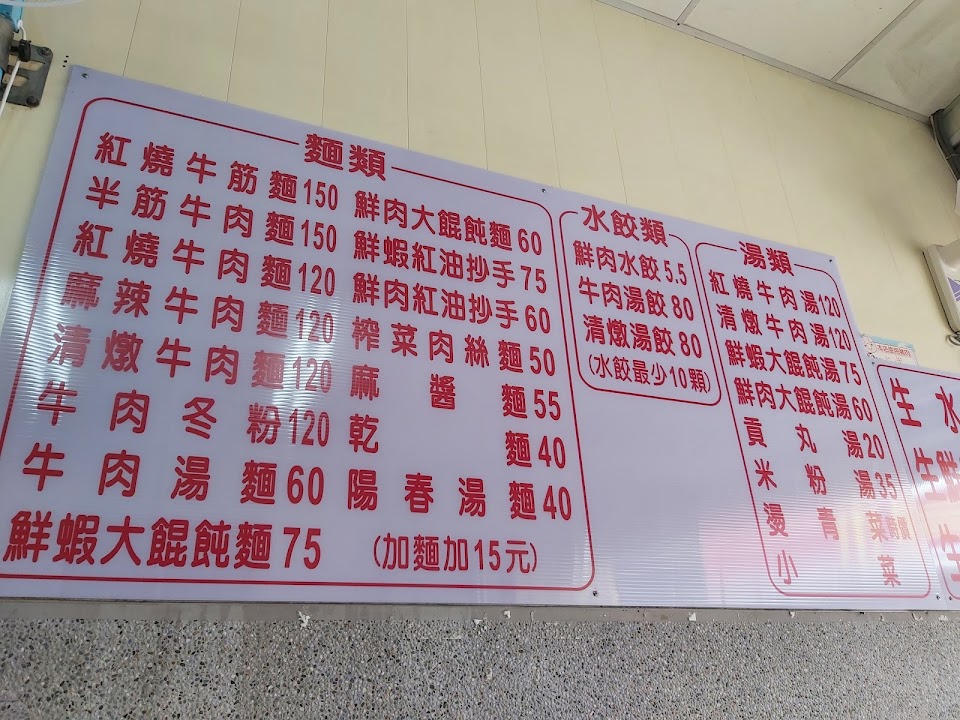 麵類
紅燒牛筋麵150
半筋牛肉麵150
紅燒牛肉麵120
麻辣牛肉麵120
清燉牛肉麵120
牛肉冬粉120
牛肉湯麵60
鮮蝦大餛飩麵75
鮮肉大餛飩麵60
鮮蝦紅油抄手75
鮮肉紅油抄手60
榨菜肉絲麵50
麻醬麵55
乾麵40
陽春湯麵40
(加麵加15元)
水餃類
鮮肉水餃5.5
牛肉湯餃80
清燉湯餃80
(水餃最少10顆)
湯類
紅燒牛肉湯120
清燉牛肉湯120
鮮蝦大餛飩湯75
鮮肉大餛飩湯60
貢丸湯20
米粉湯35
燙青菜時價
小菜
生水
生鮮
生